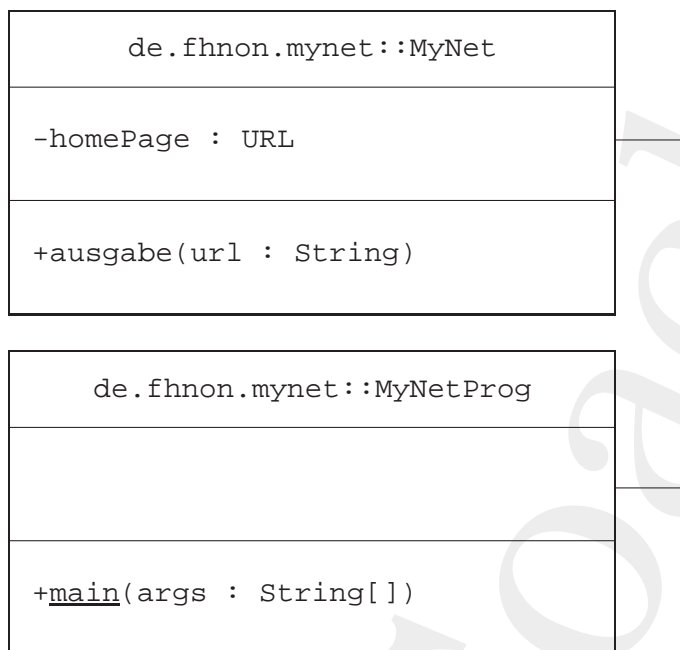 de.fhnon.mynet::MyNet
-homePage : URL
+ausgabe(url : String)
de.fhnon.mynet::MyNetProg
+main(args : String[])